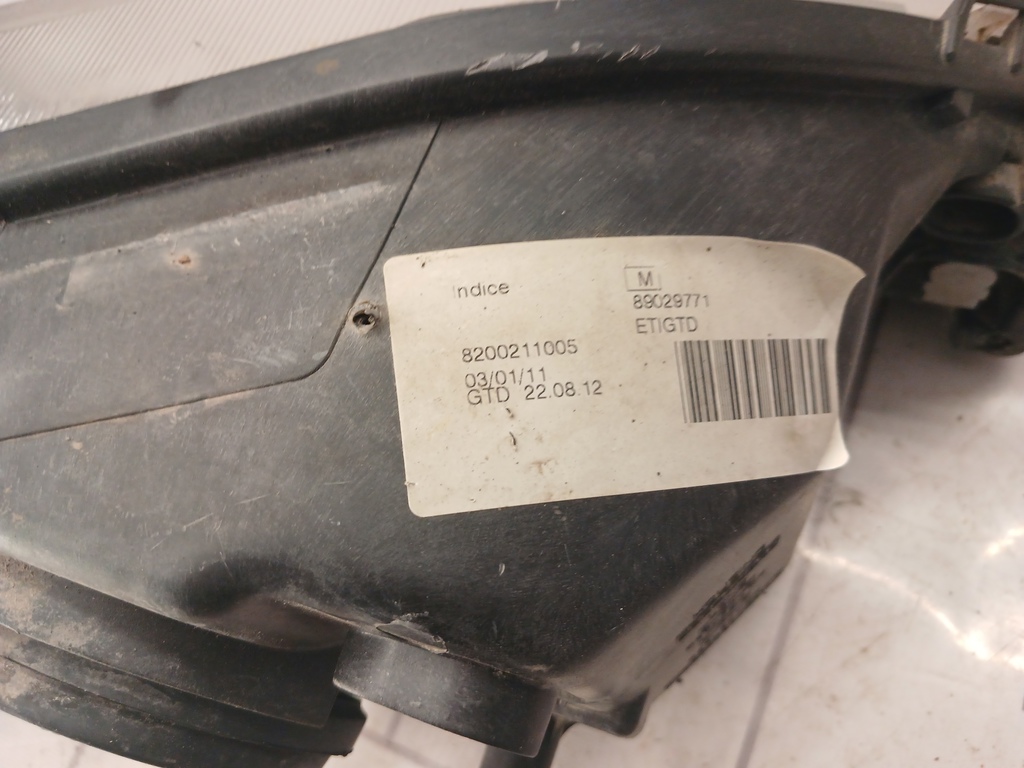 Indice
M
89029771
ETIGTD
8200211005
03/01/11
GTD 22.08.12